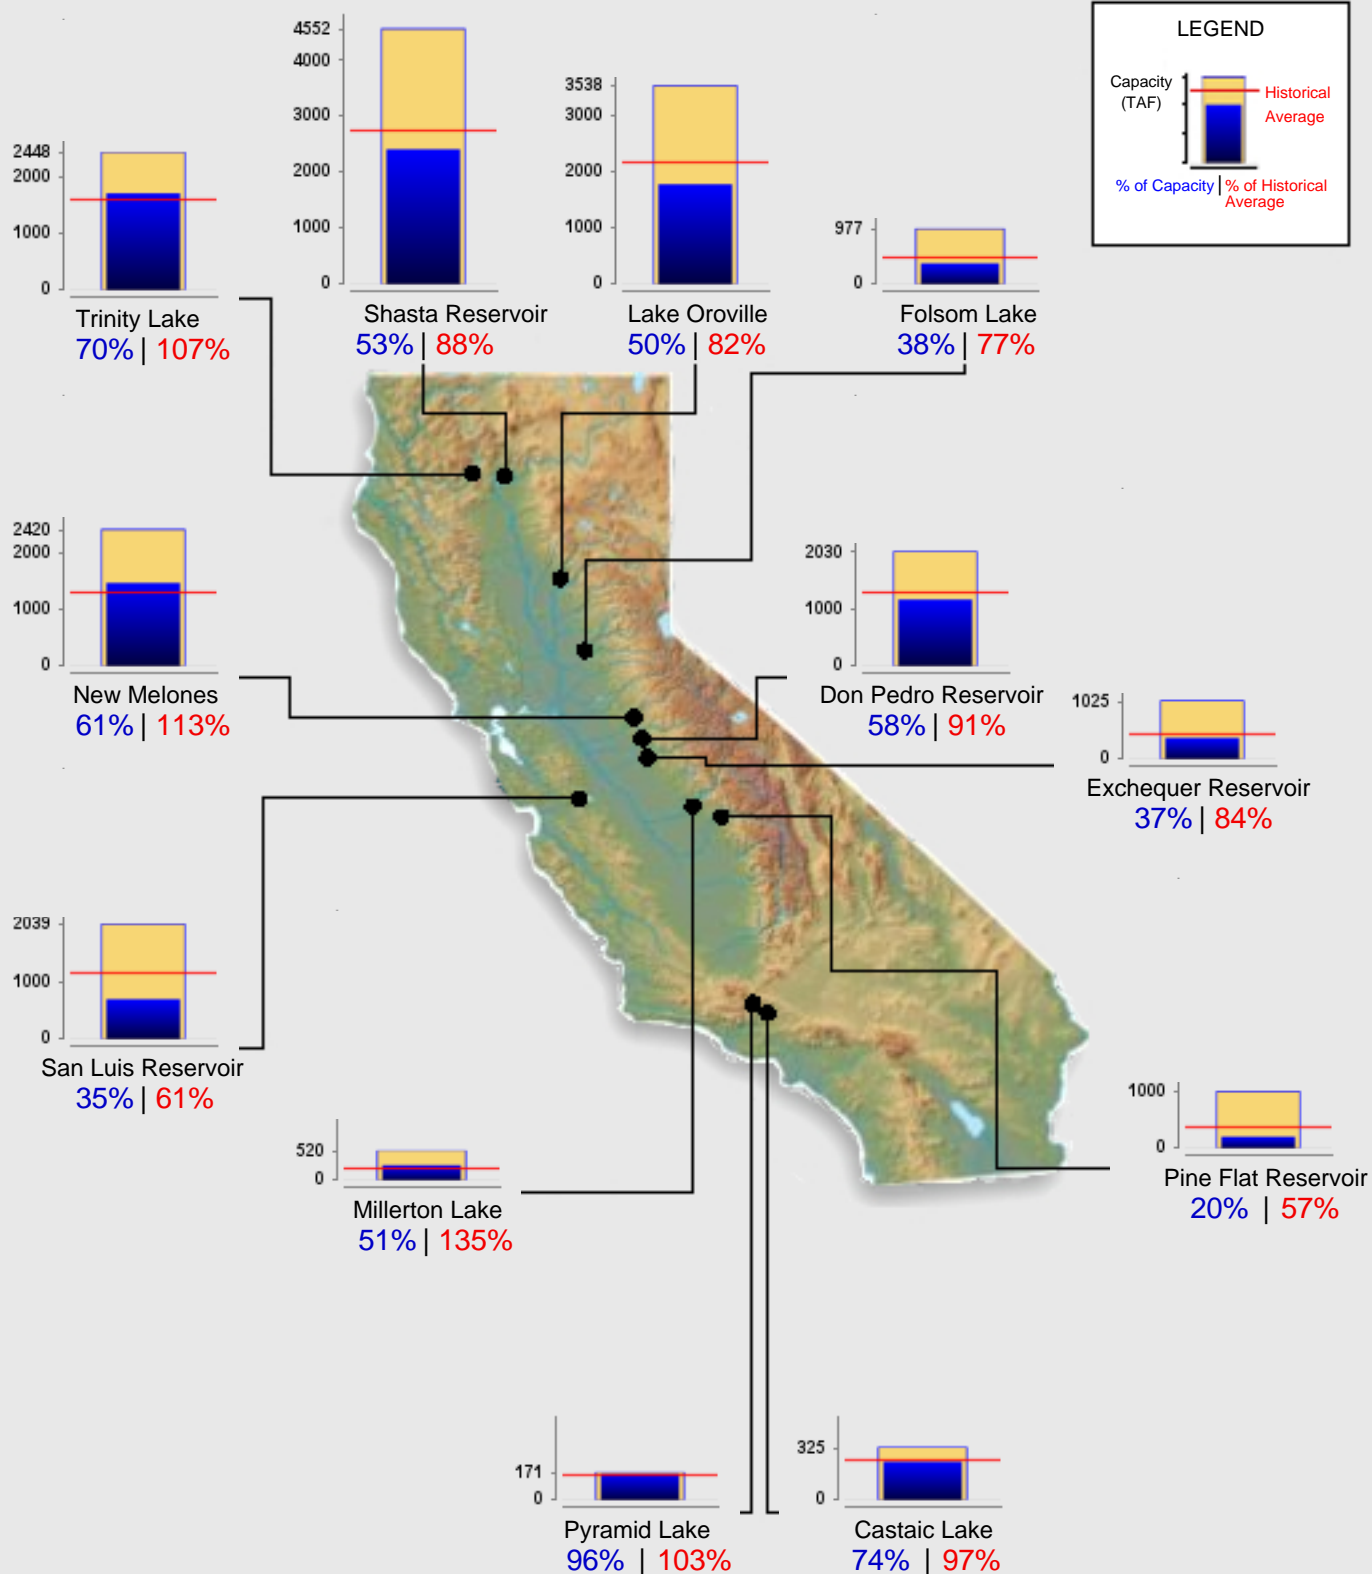 LEGEND
Capacity
(TAF)
Historical
Average
% of Capacity | % of Historical
Average
4552
4000
3000
2000
1000
0
Shasta Reservoir
53% | 88%
3538
3000
2000
1000
0
Lake Oroville
50% | 82%
2448
2000
1000
0
Trinity Lake
70% | 107%
977
0
Folsom Lake
38% | 77%
2420
2000
1000
0
New Melones
61% | 113%
2030
1000
0
Don Pedro Reservoir
58% | 91%
1025
0
Exchequer Reservoir
37% | 84%
2039
1000
0
San Luis Reservoir
35% | 61%
520
0
Millerton Lake
51% | 135%
1000
0
Pine Flat Reservoir
20% | 57%
171
0
Pyramid Lake
96% | 103%
325
0
Castaic Lake
74% | 97%